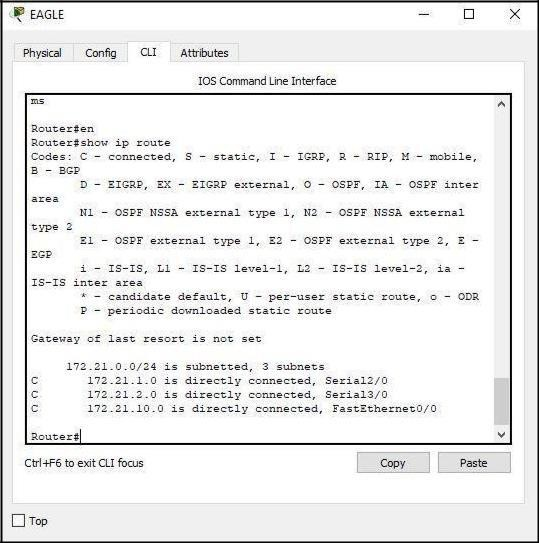 EAGLE
Physical Config CLI Attributes
IOS Command Line Interface
ms
Router#en
Router#show ip route
Codes: C - connected, S - static, I - IGRP, R - RIP, M - mobile,
B - BGP
D - EIGRP, EX - EIGRP external, O - OSPF, IA - OSPF inter
area
N1 - OSPF NSSA external type 1, N2 - OSPF NSSA external
type 2
E1 - OSPF external type 1, E2 - OSPF external type 2, E -
EGP
i - IS-IS, L1 - IS-IS level-1, L2 - IS-IS level-2, ia -
IS-IS inter area
* - candidate default, U - per-user static route, o - ODR
P - periodic downloaded static route
Gateway of last resort is not set
172.21.0.0/24 is subnetted, 3 subnets
C 172.21.1.0 is directly connected, Serial2/0
C 172.21.2.0 is directly connected, Serial3/0
C 172.21.10.0 is directly connected, FastEthernet0/0
Router#
Ctrl+F6 to exit CLI focus
Copy Paste
Top